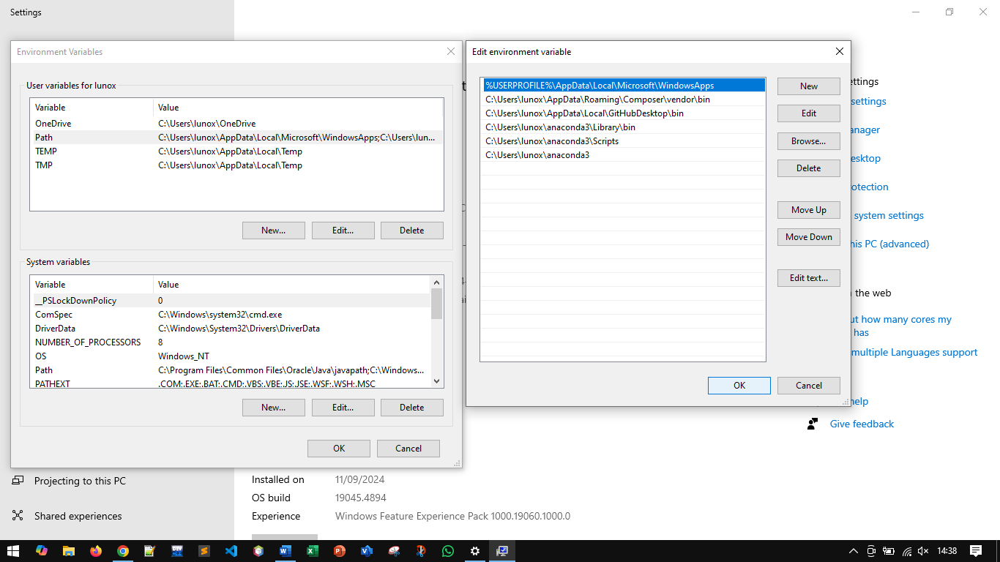 Settings
Environment Variables
User variables for lunox
Variable Value
OneDrive C:\Users\lunox\OneDrive
Path C:\Users\lunox\AppData\Local\Microsoft\WindowsApps;C:\Users\lun...
TEMP C:\Users\lunox\AppData\Local\Temp
TMP C:\Users\lunox\AppData\Local\Temp
New... Edit... Delete
System variables
Variable Value
__PSLockDownPolicy 0
ComSpec C:\Windows\system32\cmd.exe
DriverData C:\Windows\System32\Drivers\DriverData
NUMBER_OF_PROCESSORS 8
OS Windows_NT
Path C:\Program Files\Common Files\Oracle\Java\javapath;C:\Windows...
PATHEXT .COM;.EXE;.BAT;.CMD;.VBS;.VBE;.JS;.JSE;.WSF;.WSH;.MSC
New... Edit... Delete
OK Cancel
Edit environment variable
%USERPROFILE%\AppData\Local\Microsoft\WindowsApps
C:\Users\lunox\AppData\Roaming\Composer\vendor\bin
C:\Users\lunox\AppData\Local\GitHubDesktop\bin
C:\Users\lunox\anaconda3\Library\bin
C:\Users\lunox\anaconda3\Scripts
C:\Users\lunox\anaconda3
New
Edit
Browse...
Delete
Move Up
Move Down
Edit text...
OK Cancel
settings
system settings
PC (advanced)
the web
how many cores my
has
multiple Languages support
help
Give feedback
Projecting to this PC
Shared experiences
Installed on 11/09/2024
OS build 19045.4894
Experience Windows Feature Experience Pack 1000.19060.1000.0
14:38